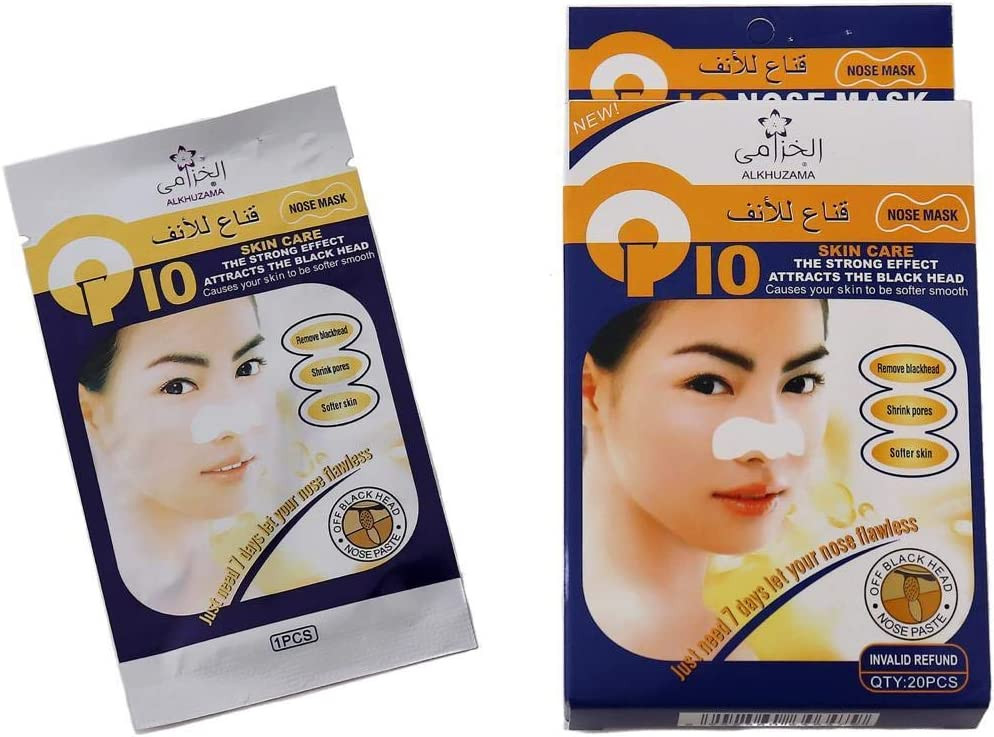 الخزامى
®
ALKHUZAMA
قناع للأنف
NOSE MASK
Q10
SKIN CARE
THE STRONG EFFECT
ATTRACTS THE BLACK HEAD
Causes your skin to be softer smooth
Remove blackhead
Shrink pores
Softer skin
Just need 7 days let your nose flawless
OFF BLACK HEAD
NOSE PASTE
1PCS
قناع للأنف
NOSE MASK
NOSE MASK
NEW!
الخزامى
®
ALKHUZAMA
قناع للأنف
NOSE MASK
Q10
SKIN CARE
THE STRONG EFFECT
ATTRACTS THE BLACK HEAD
Causes your skin to be softer smooth
Remove blackhead
Shrink pores
Softer skin
Just need 7 days let your nose flawless
OFF BLACK HEAD
NOSE PASTE
INVALID REFUND
QTY:20PCS